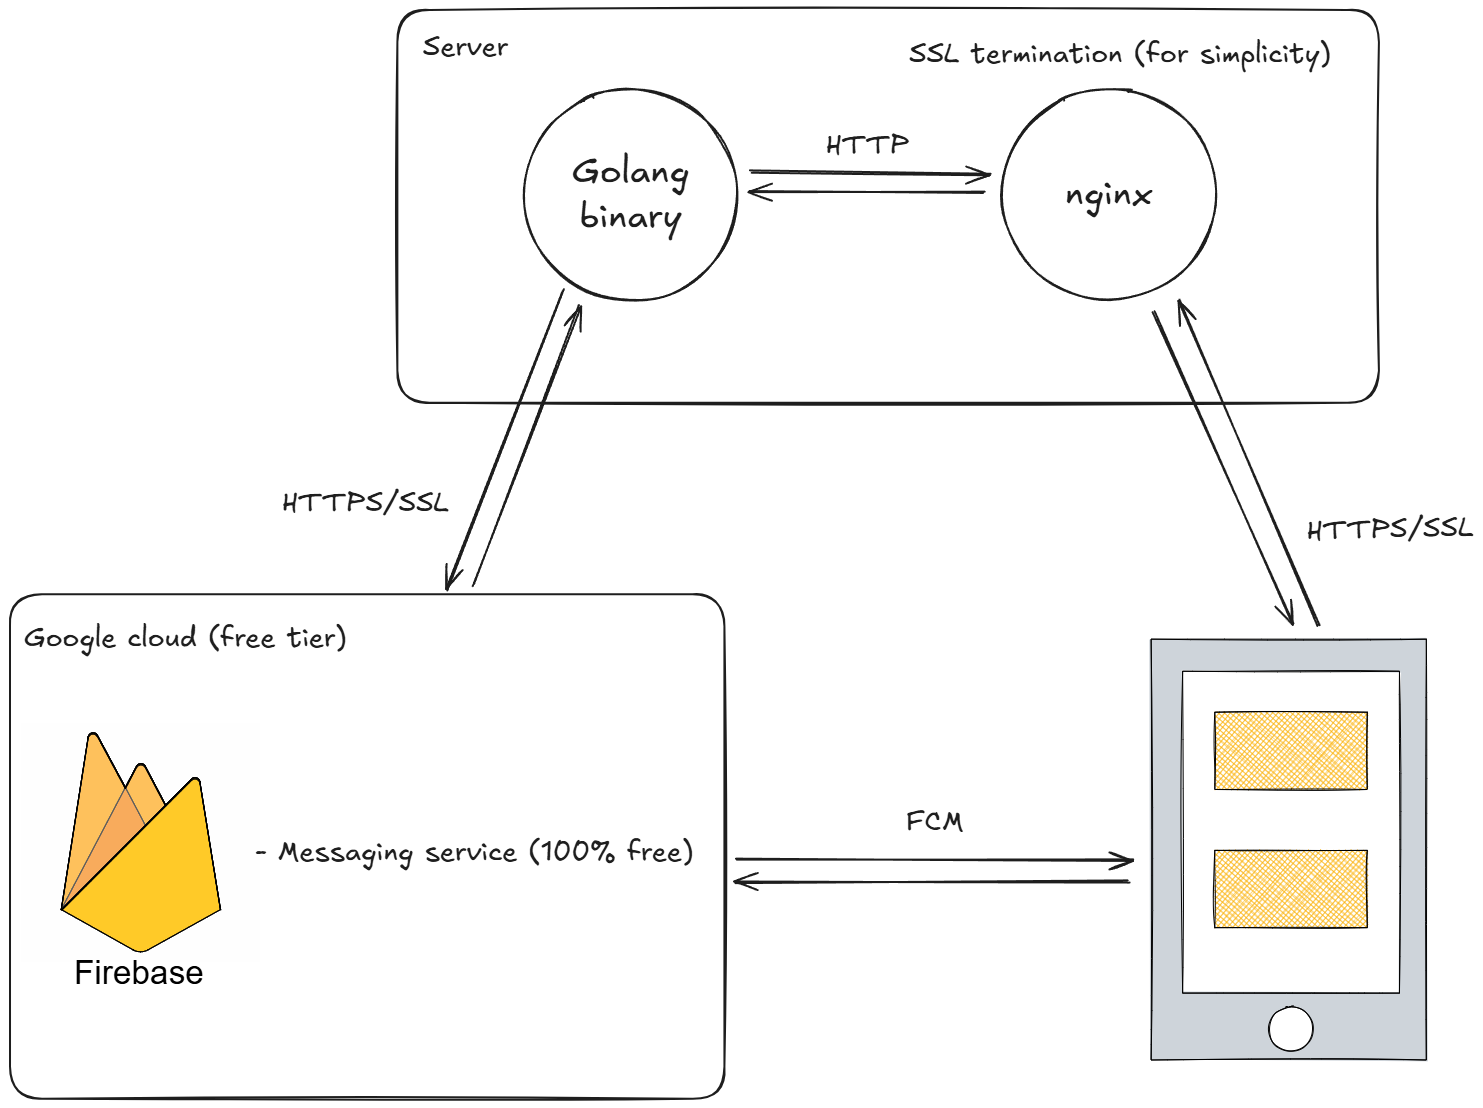 Server
SSL termination (for simplicity)
Golang
binary
HTTP
nginx
HTTPS/SSL
HTTPS/SSL
Google cloud (free tier)
FCM
- Messaging service (100% free)
Firebase